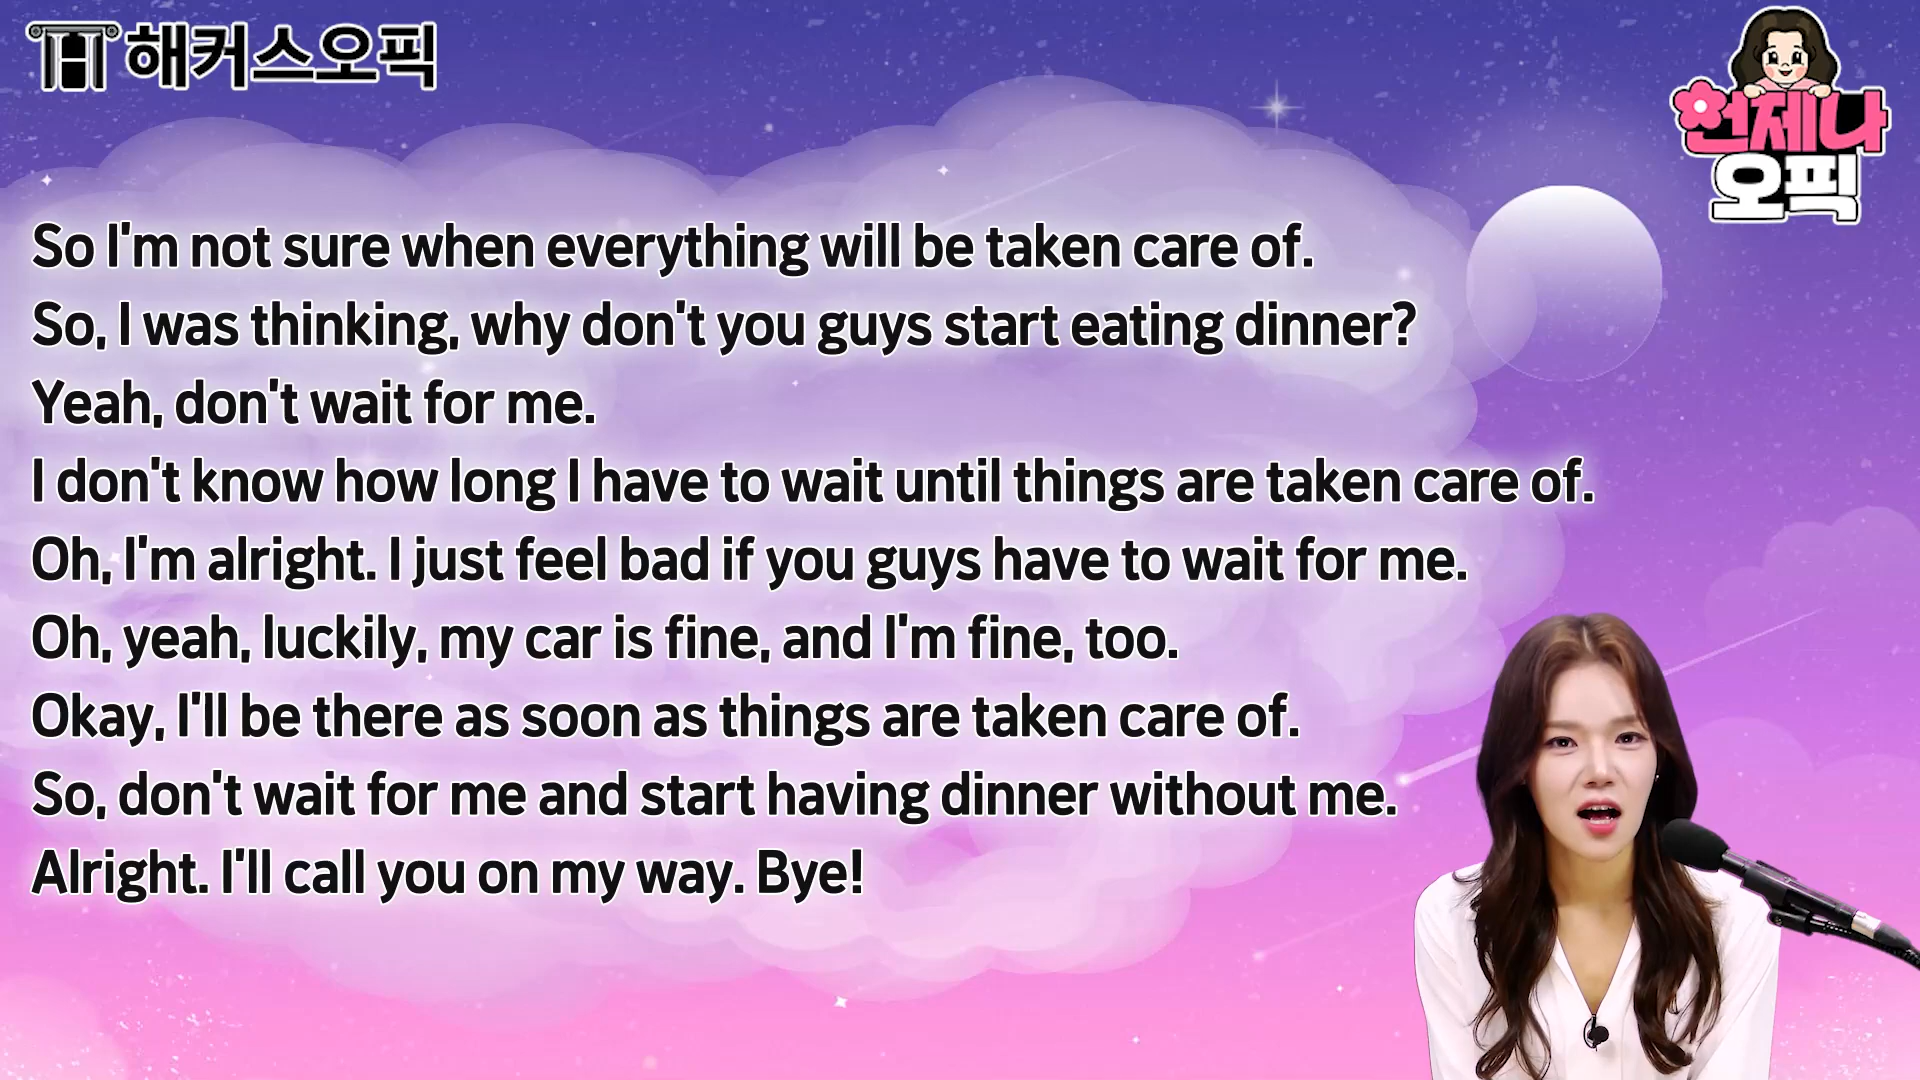 해커스오픽
언제나
오픽
So I'm not sure when everything will be taken care of.
So, I was thinking, why don't you guys start eating dinner?
Yeah, don't wait for me.
I don't know how long I have to wait until things are taken care of.
Oh, I'm alright. I just feel bad if you guys have to wait for me.
Oh, yeah, luckily, my car is fine, and I'm fine, too.
Okay, I'll be there as soon as things are taken care of.
So, don't wait for me and start having dinner without me.
Alright. I'll call you on my way. Bye!